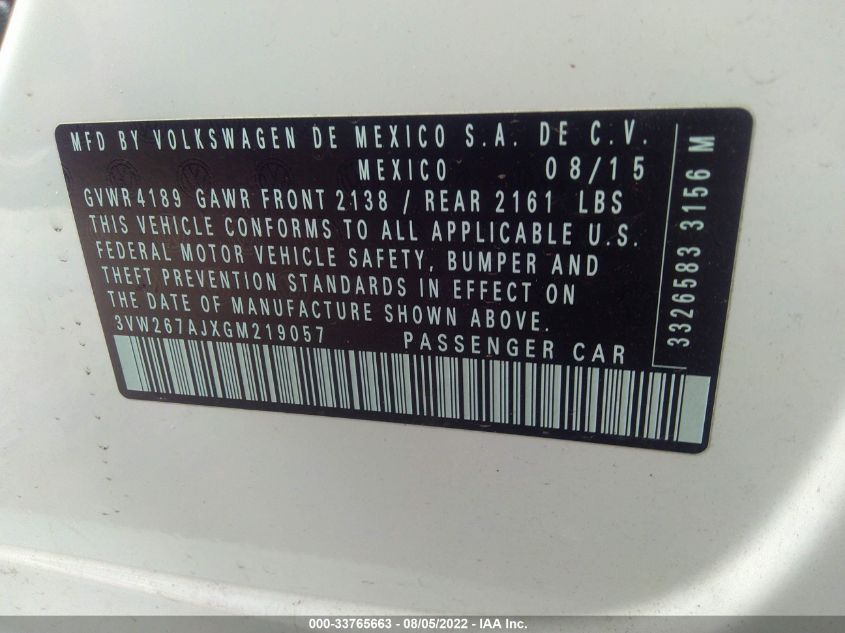 MFD BY VOLKSWAGEN DE MEXICO S.A. DE C.V.
MEXICO 08/15
GVWR 4189 GAWR FRONT 2138 / REAR 2161 LBS
THIS VEHICLE CONFORMS TO ALL APPLICABLE U.S.
FEDERAL MOTOR VEHICLE SAFETY, BUMPER AND
THEFT PREVENTION STANDARDS IN EFFECT ON
THE DATE OF MANUFACTURE SHOWN ABOVE.
3VW267AJXGM219057 PASSENGER CAR
3326583 3156 M
000-33765663 - 08/05/2022 - IAA Inc.